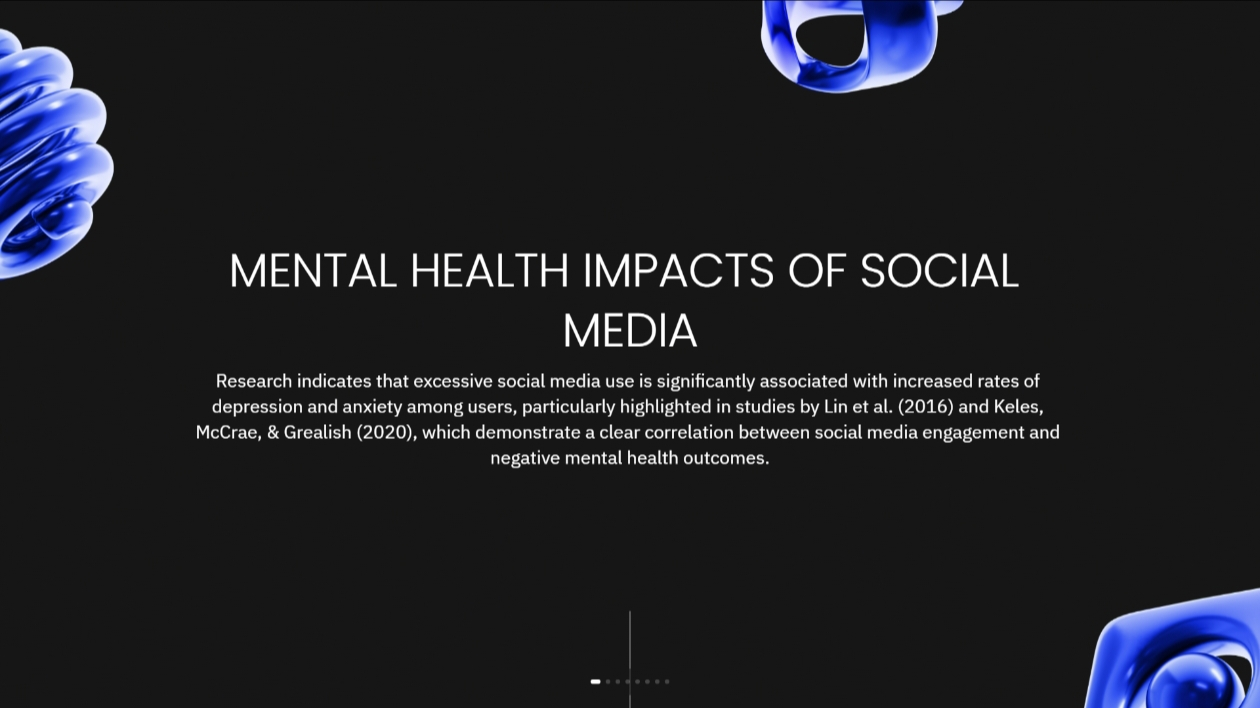 MENTAL HEALTH IMPACTS OF SOCIAL
MEDIA
Research indicates that excessive social media use is significantly associated with increased rates of
depression and anxiety among users, particularly highlighted in studies by Lin et al. (2016) and Keles,
McCrae, & Grealish (2020), which demonstrate a clear correlation between social media engagement and
negative mental health outcomes.